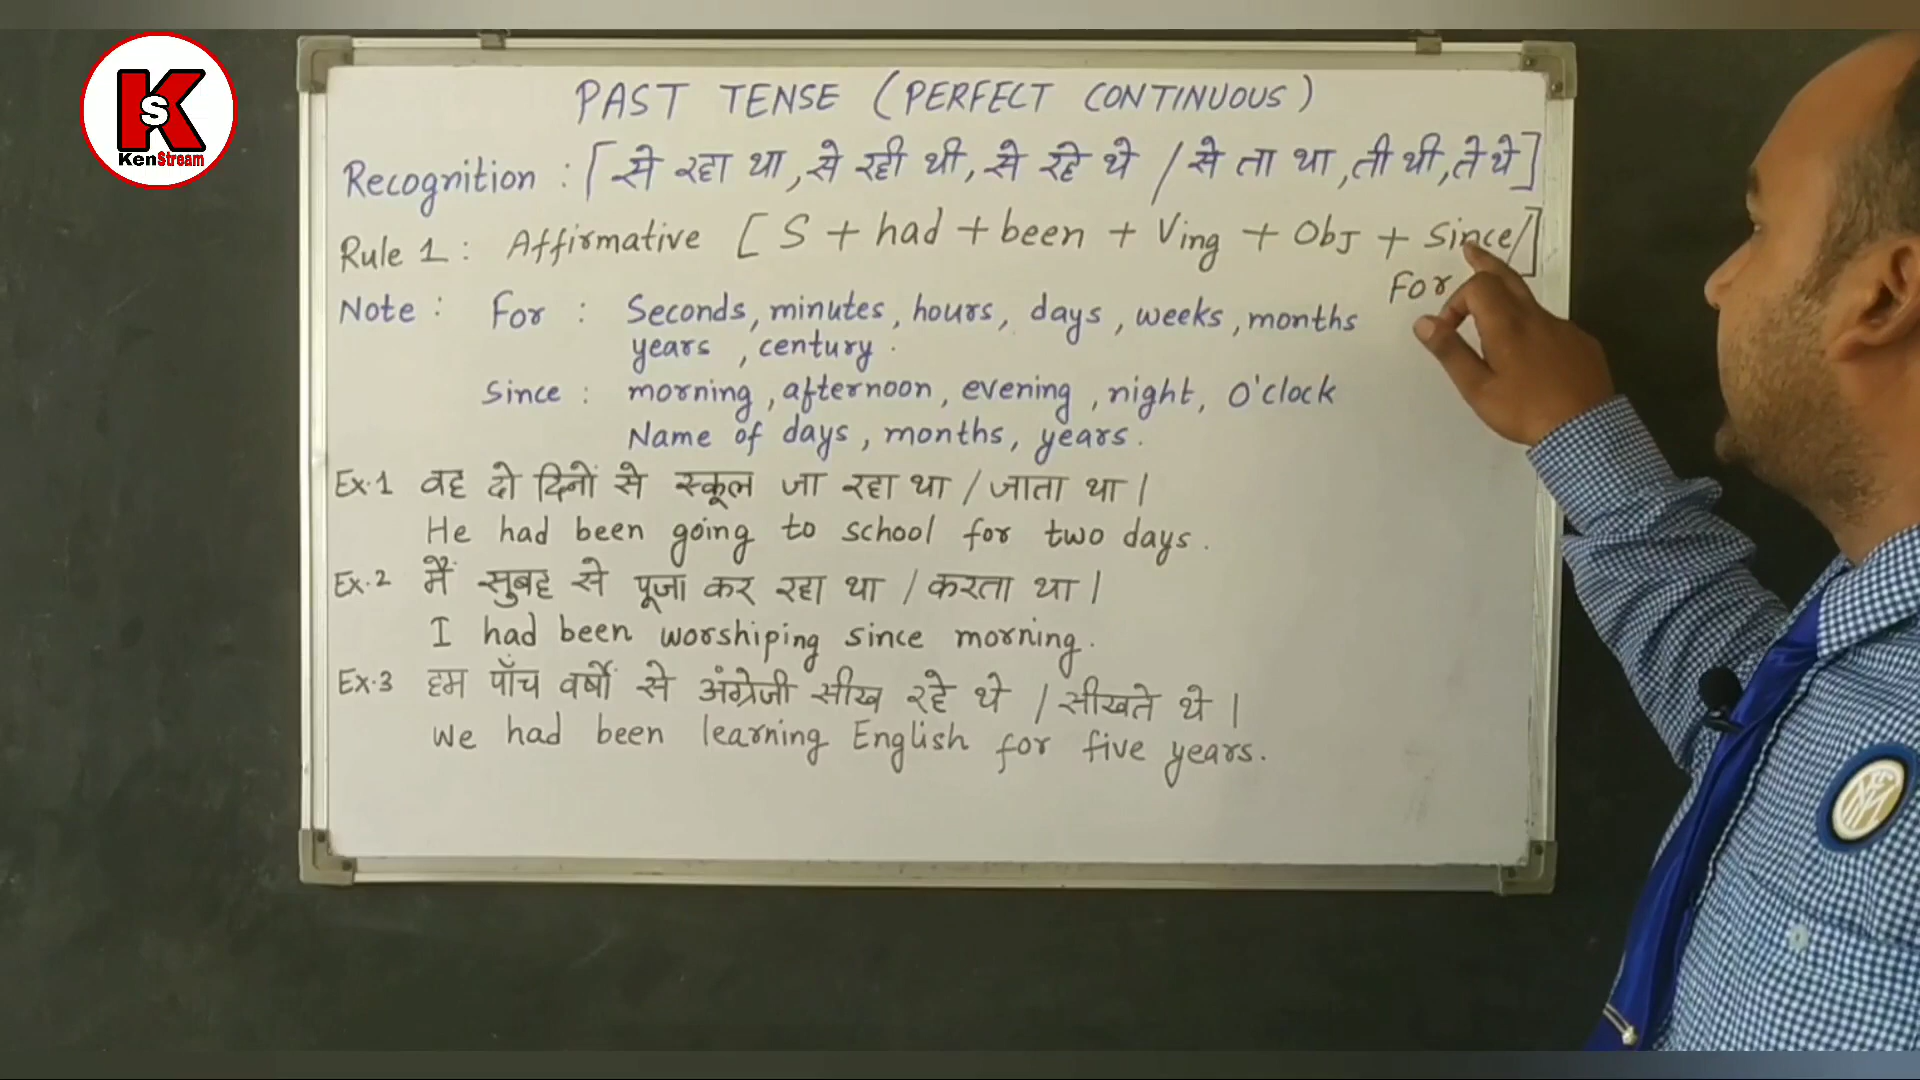 KS
KenStream
PAST TENSE (PERFECT CONTINUOUS)
Recognition : [से रहा था, से रही थी, से रहे थे / से ता था, ती थी, ते थे]
Rule 1 : Affirmative [S + had + been + Ving + Obj + Since/]
For
Note : For : Seconds, minutes, hours, days, weeks, months
years, century.
Since : morning, afternoon, evening, night, O'clock
Name of days, months, years.
Ex.1 वह दो दिनों से स्कूल जा रहा था / जाता था।
He had been going to school for two days.
Ex.2 मैं सुबह से पूजा कर रहा था / करता था।
I had been worshiping since morning.
Ex.3 हम पाँच वर्षों से अंग्रेजी सीख रहे थे / सीखते थे।
We had been learning English for five years.